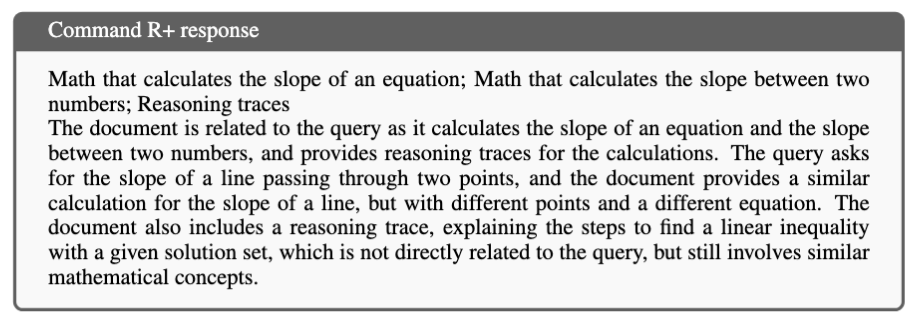 Command R+ response
Math that calculates the slope of an equation; Math that calculates the slope between two
numbers; Reasoning traces
The document is related to the query as it calculates the slope of an equation and the slope
between two numbers, and provides reasoning traces for the calculations. The query asks
for the slope of a line passing through two points, and the document provides a similar
calculation for the slope of a line, but with different points and a different equation. The
document also includes a reasoning trace, explaining the steps to find a linear inequality
with a given solution set, which is not directly related to the query, but still involves similar
mathematical concepts.